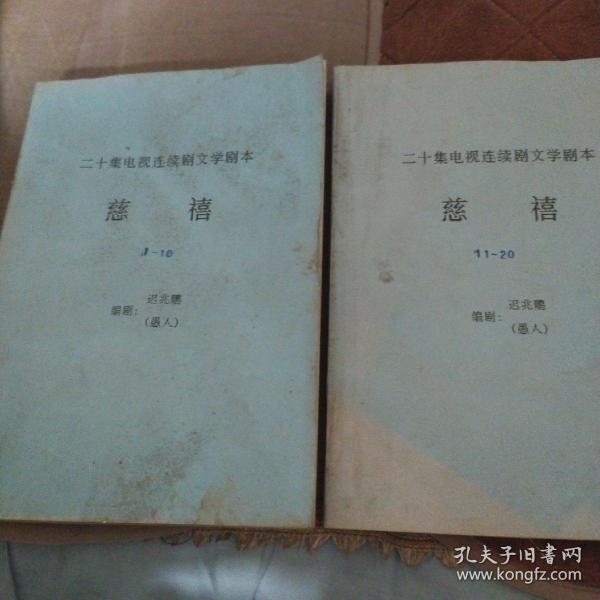 二十集电视连续剧文学剧本
慈禧
1-10
编剧:
迟兆鹏
(愚人)
二十集电视连续剧文学剧本
慈禧
11-20
编剧:
迟兆鹏
(愚人)
孔夫子旧书网
www.kongfz.com